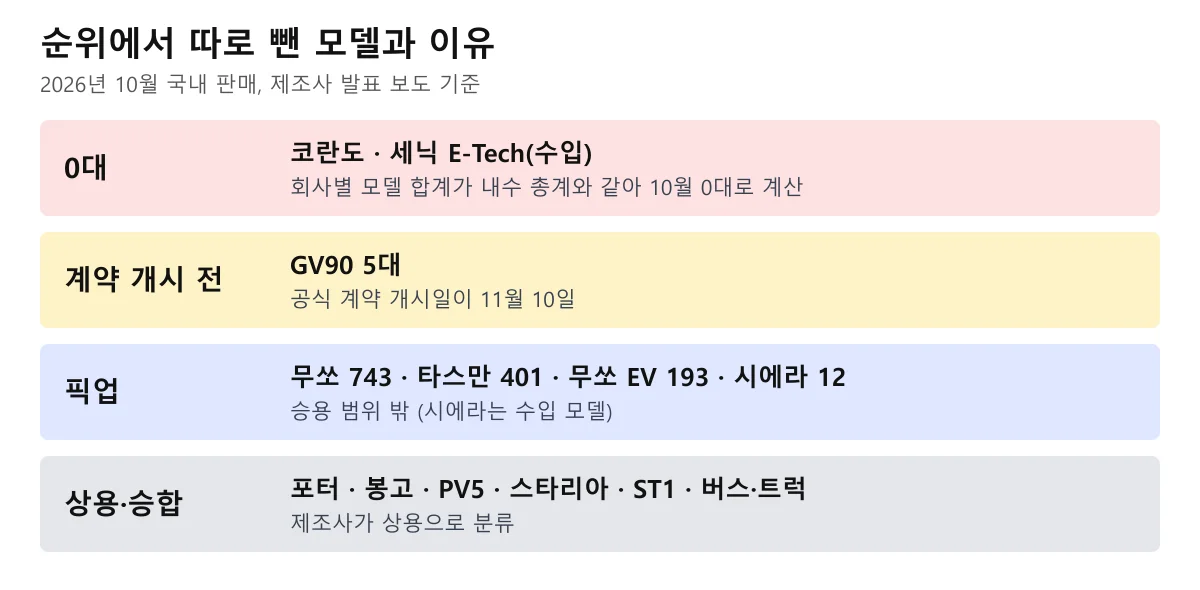 순위에서 따로 뺀 모델과 이유
2026년 10월 국내 판매, 제조사 발표 보도 기준
0대
코란도 · 세닉 E-Tech(수입)
회사별 모델 합계가 내수 총계와 같아 10월 0대로 계산
계약 개시 전
GV90 5대
공식 계약 개시일이 11월 10일
픽업
무쏘 743 · 타스만 401 · 무쏘 EV 193 · 시에라 12
승용 범위 밖 (시에라는 수입 모델)
상용·승합
포터 · 봉고 · PV5 · 스타리아 · ST1 · 버스·트럭
제조사가 상용으로 분류